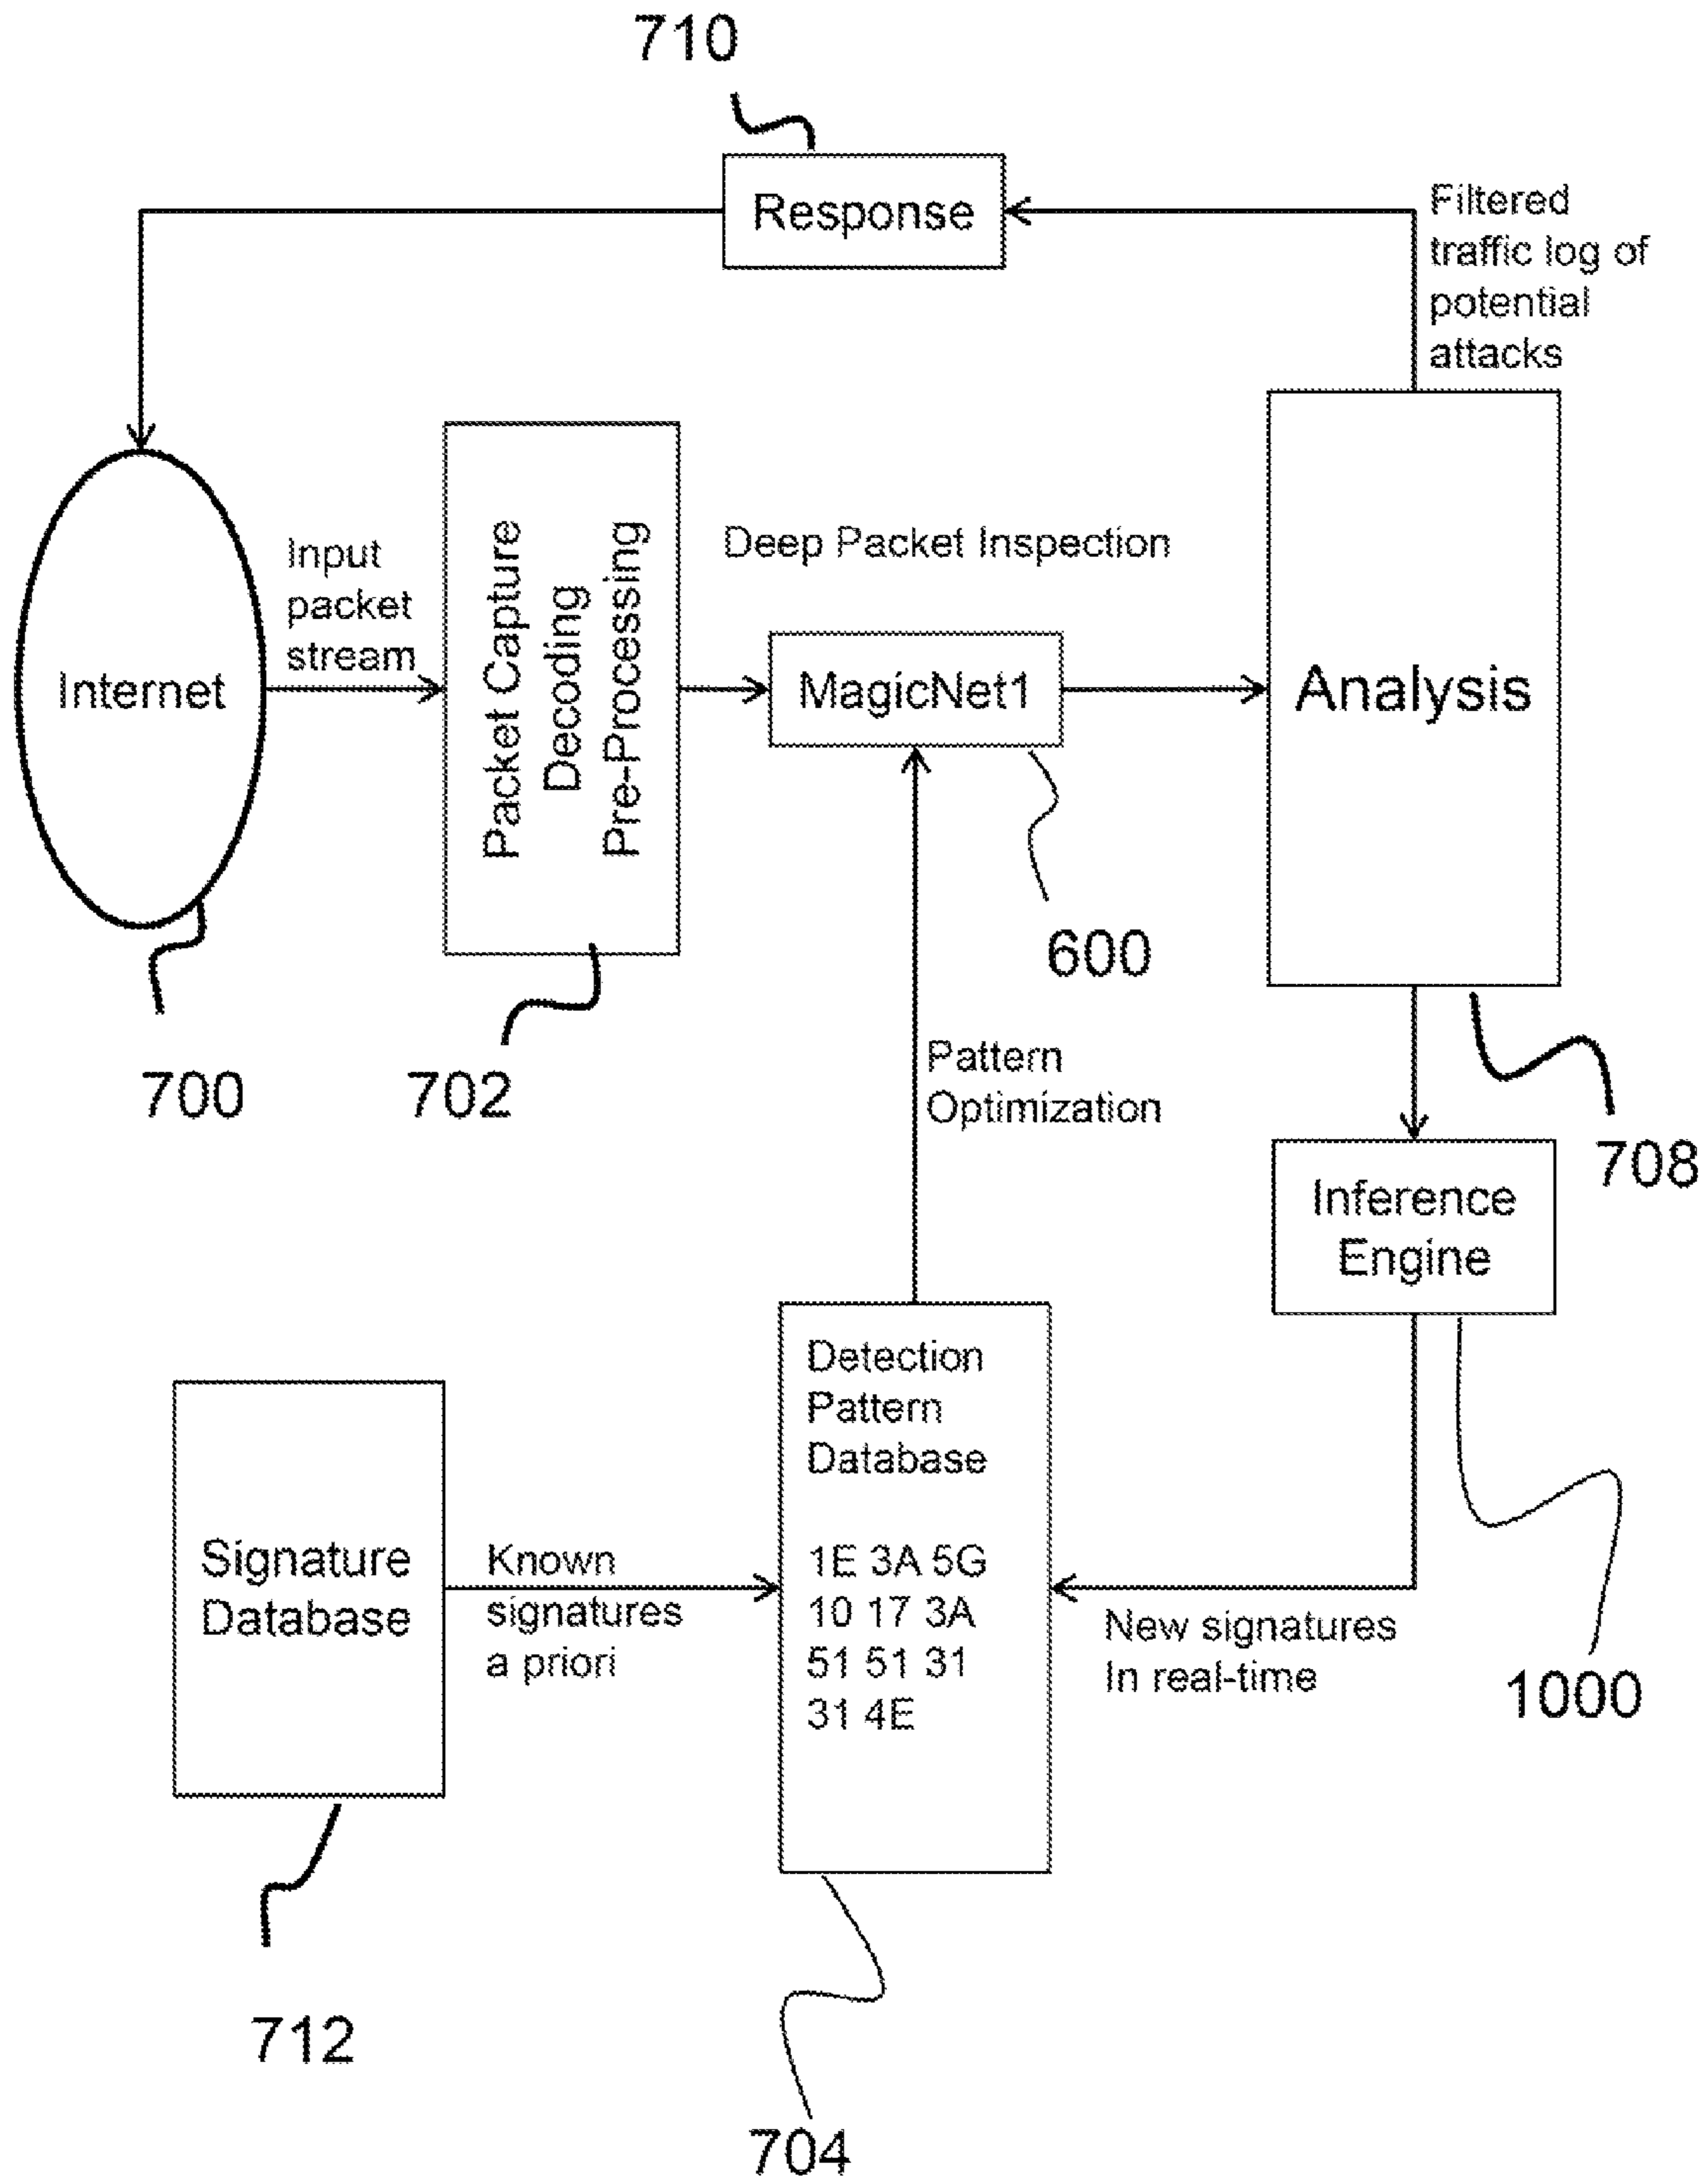 710
Response
Filtered
traffic log of
potential
attacks
Internet
Input
packet
stream
Packet Capture
Decoding
Pre-Processing
Deep Packet Inspection
MagicNet1
Analysis
600
700
702
Pattern
Optimization
708
Inference
Engine
Signature
Database
Known
signatures
a priori
Detection
Pattern
Database
1E 3A 5G
10 17 3A
51 51 31
31 4E
New signatures
In real-time
1000
712
704